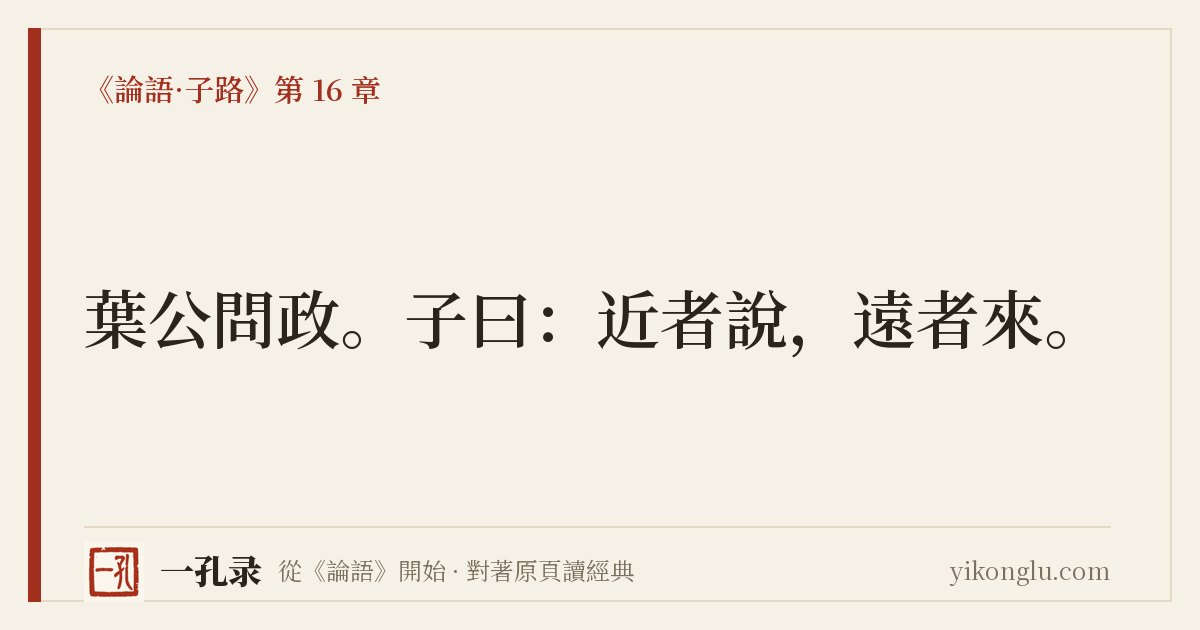 《論語·子路》第 16 章
葉公問政。子曰：近者說，遠者來。
一孔
一孔录 從《論語》開始 · 對著原頁讀經典
yikonglu.com